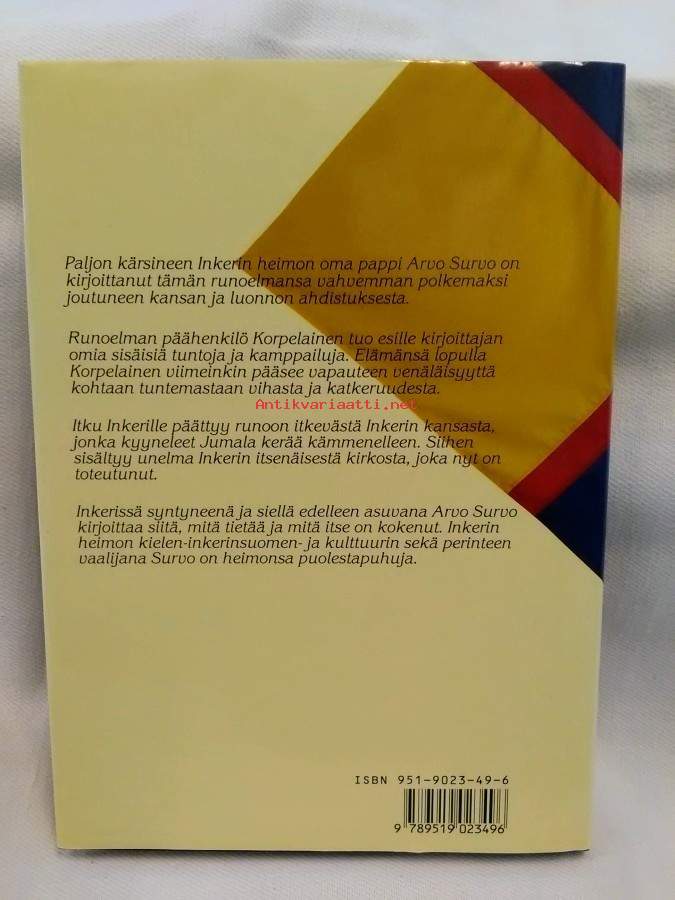 Paljon kärsineen Inkerin heimon oma pappi Arvo Survo on
kirjoittanut tämän runoelmansa vahvemman polkemaksi
joutuneen kansan ja luonnon ahdistuksesta.
Runoelman päähenkilö Korpelainen tuo esille kirjoittajan
omia sisäisiä tuntoja ja kamppailuja. Elämänsä lopulla
Korpelainen viimeinkin pääsee vapauteen venäläisyyttä
kohtaan tuntemastaan vihasta ja katkeruudesta.
Antikvariaatti.net
Itku Inkerille päättyy runoon itkevästä Inkerin kansasta,
jonka kyyneleet Jumala kerää kämmenelleen. Siihen
sisältyy unelma Inkerin itsenäisestä kirkosta, joka nyt on
toteutunut.
Inkerissä syntyneenä ja siellä edelleen asuvana Arvo Survo
kirjoittaa siitä, mitä tietää ja mitä itse on kokenut. Inkerin
heimon kielen-inkerinsuomen- ja kulttuurin sekä perinteen
vaalijana Survo on heimonsa puolestapuhuja.
ISBN 951-9023-49-6
9 789519 023496